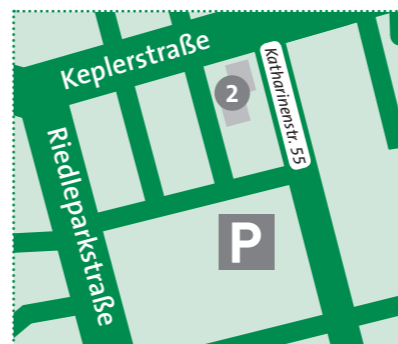 Keplerstraße
2
Katharinenstr. 55
Riedleparkstraße
P